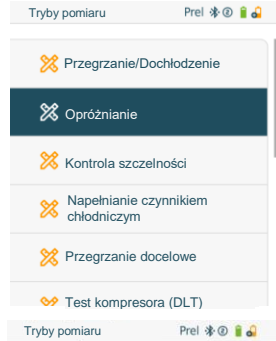 Tryby pomiaru Prel
Przegrzanie/Dochłodzenie
Opróżnianie
Kontrola szczelności
Napełnianie czynnikiem
chłodniczym
Przegrzanie docelowe
Test kompresora (DLT)
Tryby pomiaru Prel